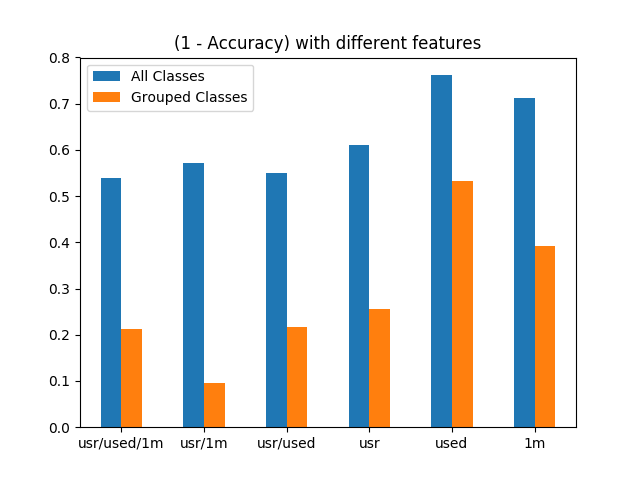 (1 - Accuracy) with different features
All Classes
Grouped Classes
0.8
0.7
0.6
0.5
0.4
0.3
0.2
0.1
0.0
usr/used/1m usr/1m usr/used usr used 1m